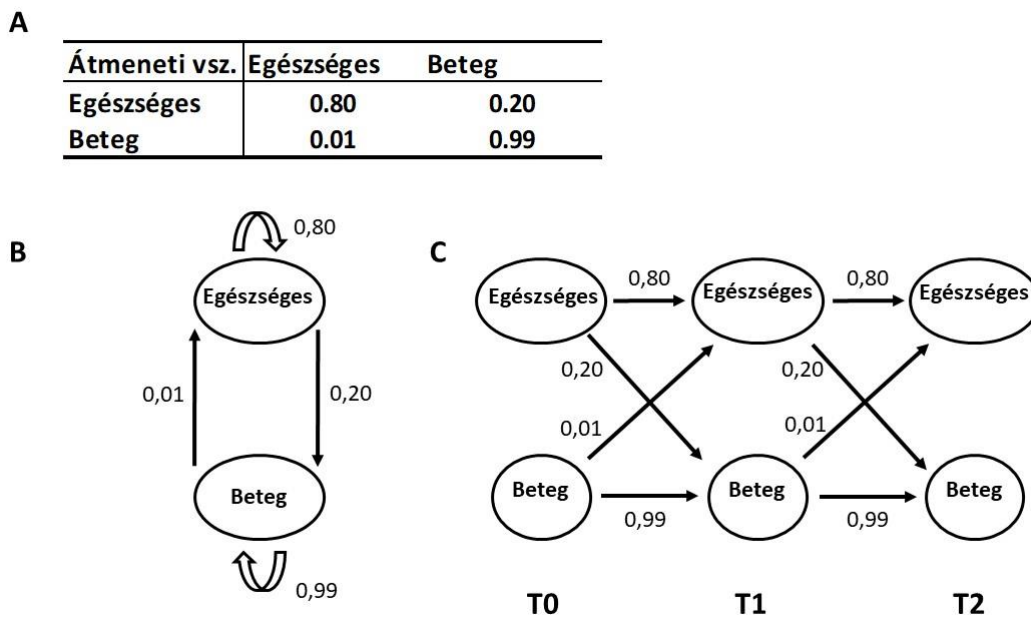 A
Átmeneti vsz. Egészséges Beteg
Egészséges 0.80 0.20
Beteg 0.01 0.99
B
0,80
Egészséges
0,01
0,20
Beteg
0,99
C
Egészséges 0,80 Egészséges 0,80 Egészséges
0,20 0,20
0,01 0,01
Beteg 0,99 Beteg 0,99 Beteg
T0 T1 T2